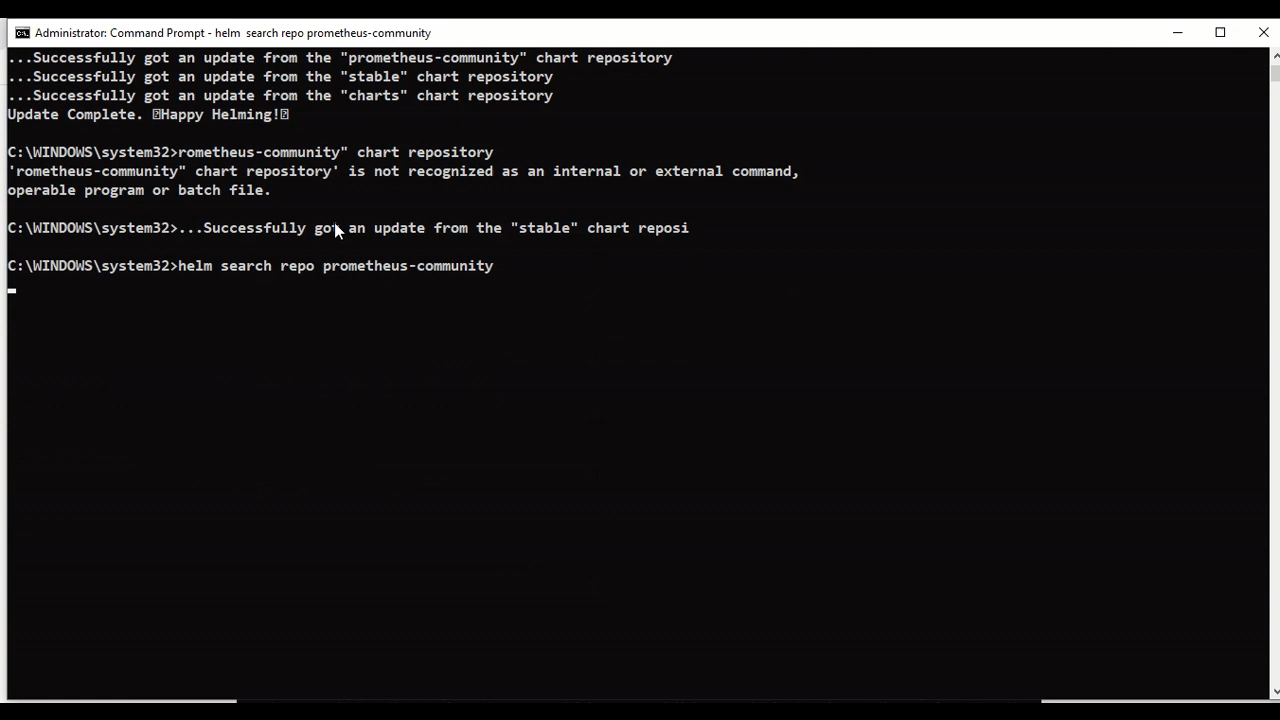 Administrator: Command Prompt - helm  search repo prometheus-community
...Successfully got an update from the "prometheus-community" chart repository
...Successfully got an update from the "stable" chart repository
...Successfully got an update from the "charts" chart repository
Update Complete. ⍰Happy Helming!⍰
C:\WINDOWS\system32>rometheus-community" chart repository
'rometheus-community" chart repository' is not recognized as an internal or external command,
operable program or batch file.
C:\WINDOWS\system32>...Successfully got an update from the "stable" chart reposi
C:\WINDOWS\system32>helm search repo prometheus-community